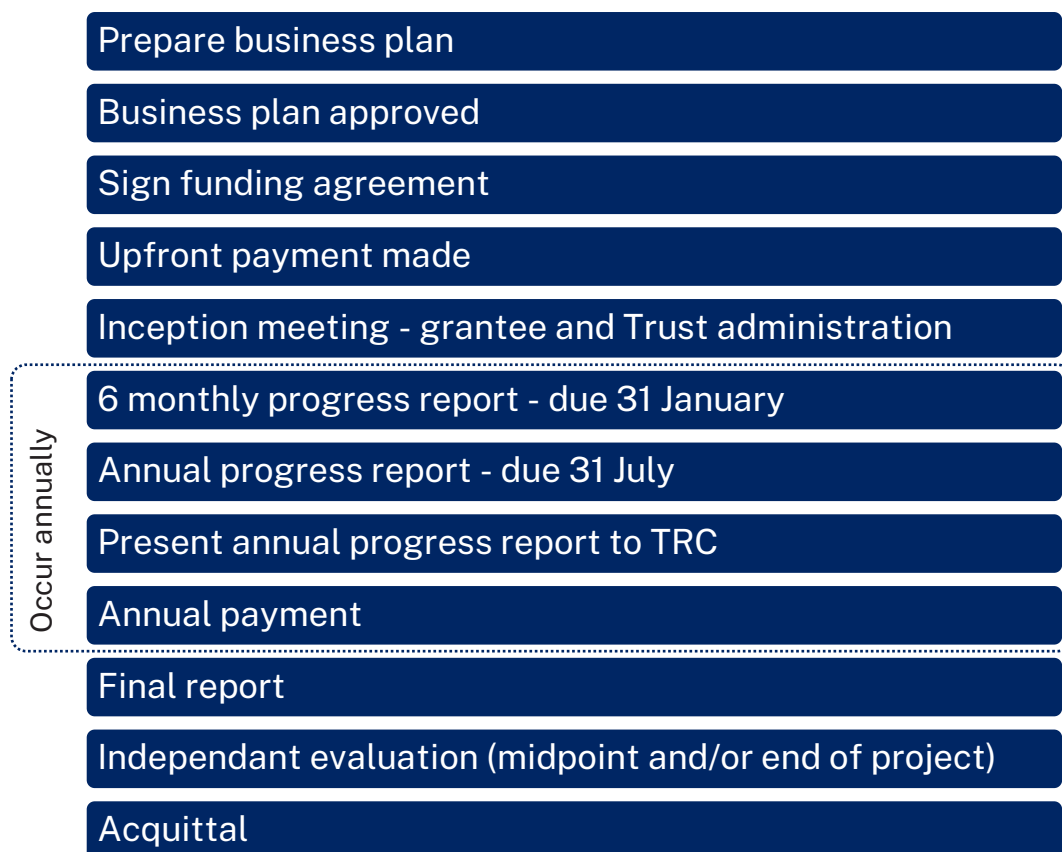 Prepare business plan
Business plan approved
Sign funding agreement
Upfront payment made
Inception meeting - grantee and Trust administration
Occur annually
6 monthly progress report - due 31 January
Annual progress report - due 31 July
Present annual progress report to TRC
Annual payment
Final report
Independant evaluation (midpoint and/or end of project)
Acquittal